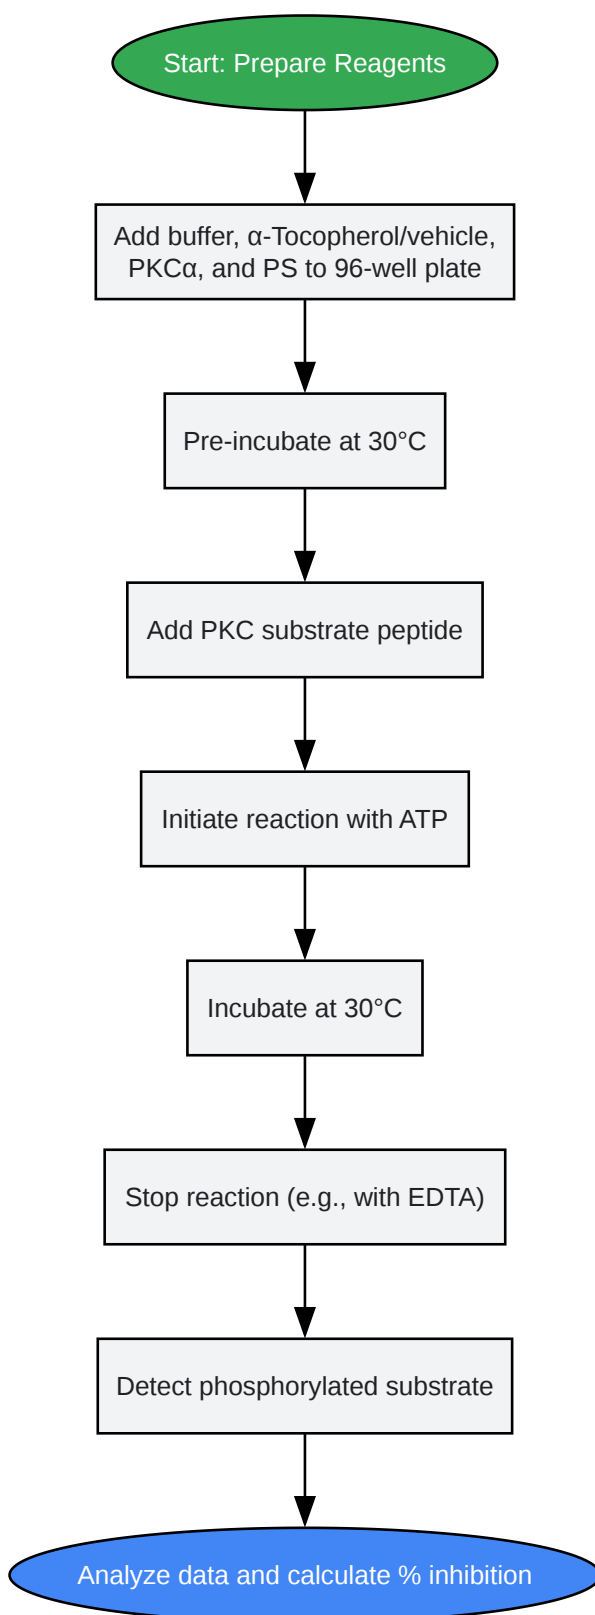 Start: Prepare Reagents
Add buffer, α-Tocopherol/vehicle,
PKCα, and PS to 96-well plate
Pre-incubate at 30°C
Add PKC substrate peptide
Initiate reaction with ATP
Incubate at 30°C
Stop reaction (e.g., with EDTA)
Detect phosphorylated substrate
Analyze data and calculate % inhibition